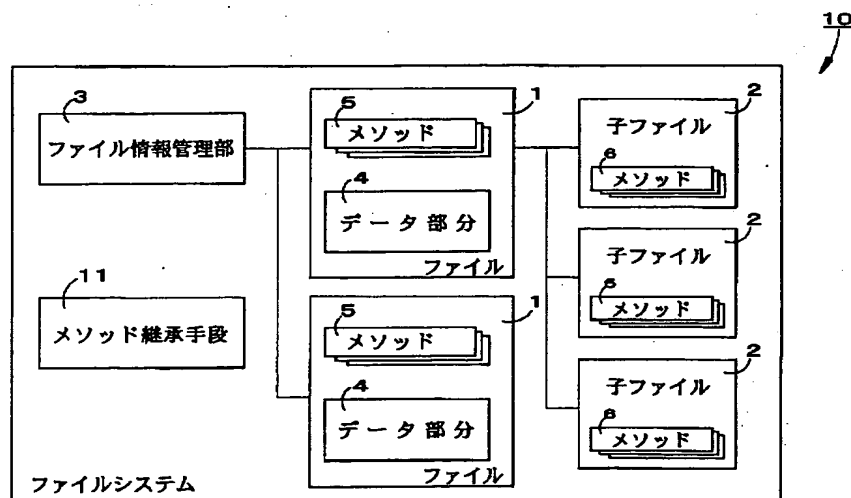 10
3
ファイル情報管理部
11
メソッド継承手段
ファイルシステム
1
5
メソッド
4
データ部分
ファイル
1
5
メソッド
4
データ部分
ファイル
2
子ファイル
6
メソッド
2
子ファイル
6
メソッド
2
子ファイル
6
メソッド